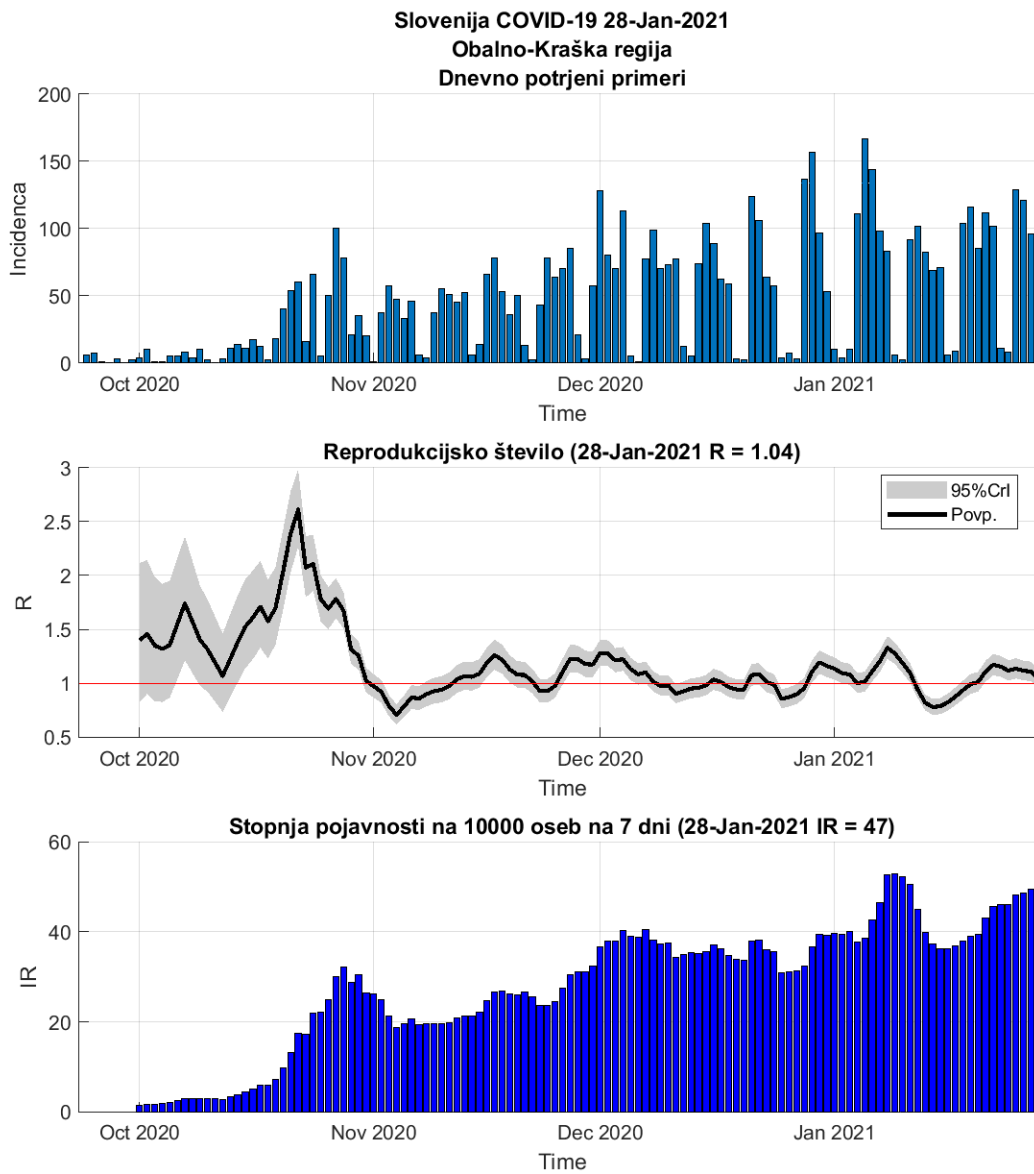 Slovenija COVID-19 28-Jan-2021
Obalno-Kraška regija
Dnevno potrjeni primeri
200
150
100
50
0
Incidenca
Oct 2020 Nov 2020 Dec 2020 Jan 2021
Time
Reprodukcijsko število (28-Jan-2021 R = 1.04)
3
2.5
2
1.5
1
0.5
R
95%CrI
Povp.
Oct 2020 Nov 2020 Dec 2020 Jan 2021
Time
Stopnja pojavnosti na 10000 oseb na 7 dni (28-Jan-2021 IR = 47)
60
40
20
0
IR
Oct 2020 Nov 2020 Dec 2020 Jan 2021
Time